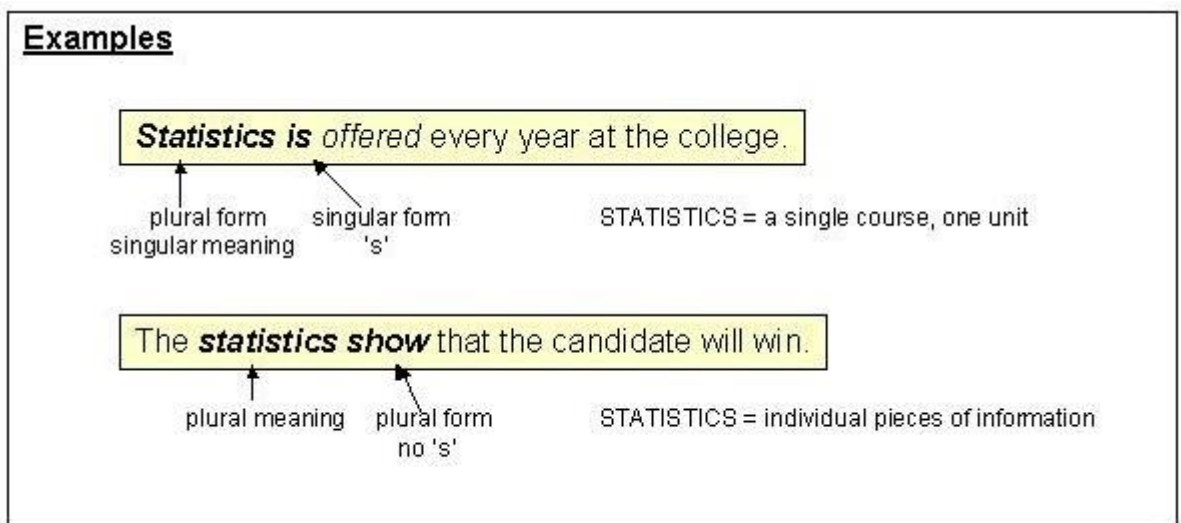 Examples
Statistics is offered every year at the college.
plural form singular form STATISTICS = a single course, one unit
singular meaning 's'
The statistics show that the candidate will win.
plural meaning plural form STATISTICS = individual pieces of information
no 's'